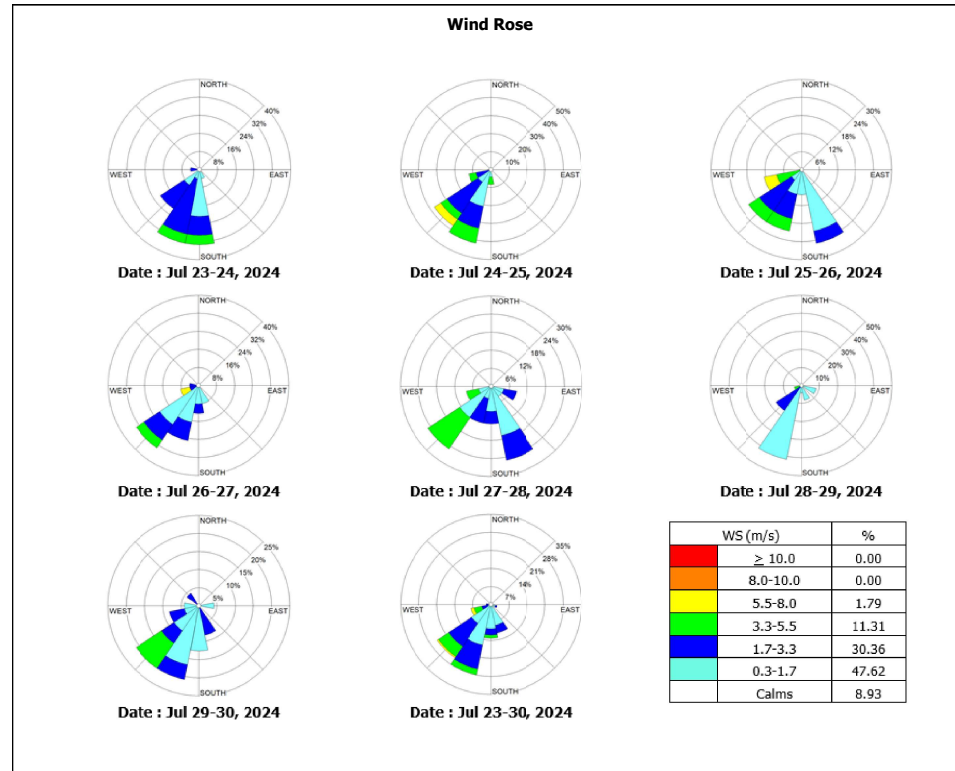 Wind Rose
NORTH
40%
32%
24%
16%
8%
WEST
EAST
SOUTH
Date : Jul 23-24, 2024
NORTH
50%
40%
30%
20%
10%
WEST
EAST
SOUTH
Date : Jul 24-25, 2024
NORTH
30%
24%
18%
12%
6%
WEST
EAST
SOUTH
Date : Jul 25-26, 2024
NORTH
40%
32%
24%
16%
8%
WEST
EAST
SOUTH
Date : Jul 26-27, 2024
NORTH
30%
24%
18%
12%
6%
WEST
EAST
SOUTH
Date : Jul 27-28, 2024
NORTH
50%
40%
30%
20%
10%
WEST
EAST
SOUTH
Date : Jul 28-29, 2024
NORTH
25%
20%
15%
10%
5%
WEST
EAST
SOUTH
Date : Jul 29-30, 2024
NORTH
35%
28%
21%
14%
7%
WEST
EAST
SOUTH
Date : Jul 23-30, 2024
WS (m/s) %
≥ 10.0 0.00
8.0-10.0 0.00
5.5-8.0 1.79
3.3-5.5 11.31
1.7-3.3 30.36
0.3-1.7 47.62
Calms 8.93